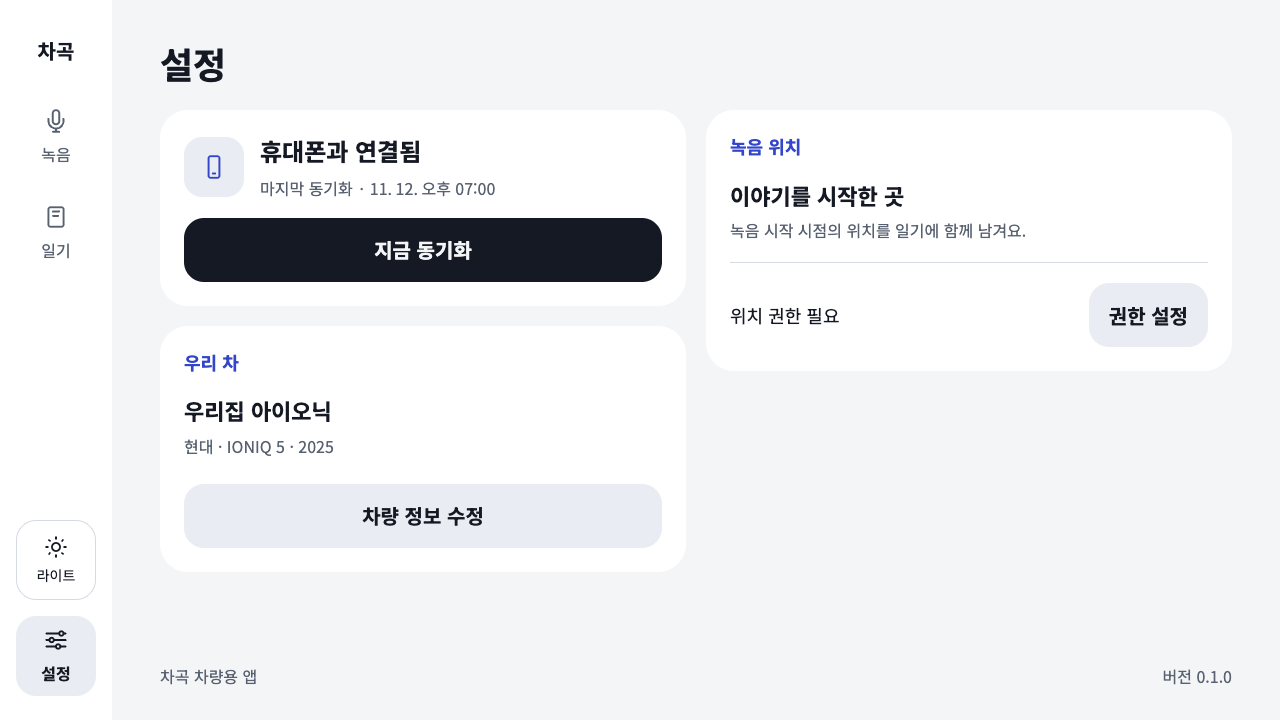 차곡
녹음
일기
라이트
설정
설정
휴대폰과 연결됨
마지막 동기화 · 11. 12. 오후 07:00
지금 동기화
우리 차
우리집 아이오닉
현대 · IONIQ 5 · 2025
차량 정보 수정
녹음 위치
이야기를 시작한 곳
녹음 시작 시점의 위치를 일기에 함께 남겨요.
위치 권한 필요
권한 설정
차곡 차량용 앱
버전 0.1.0